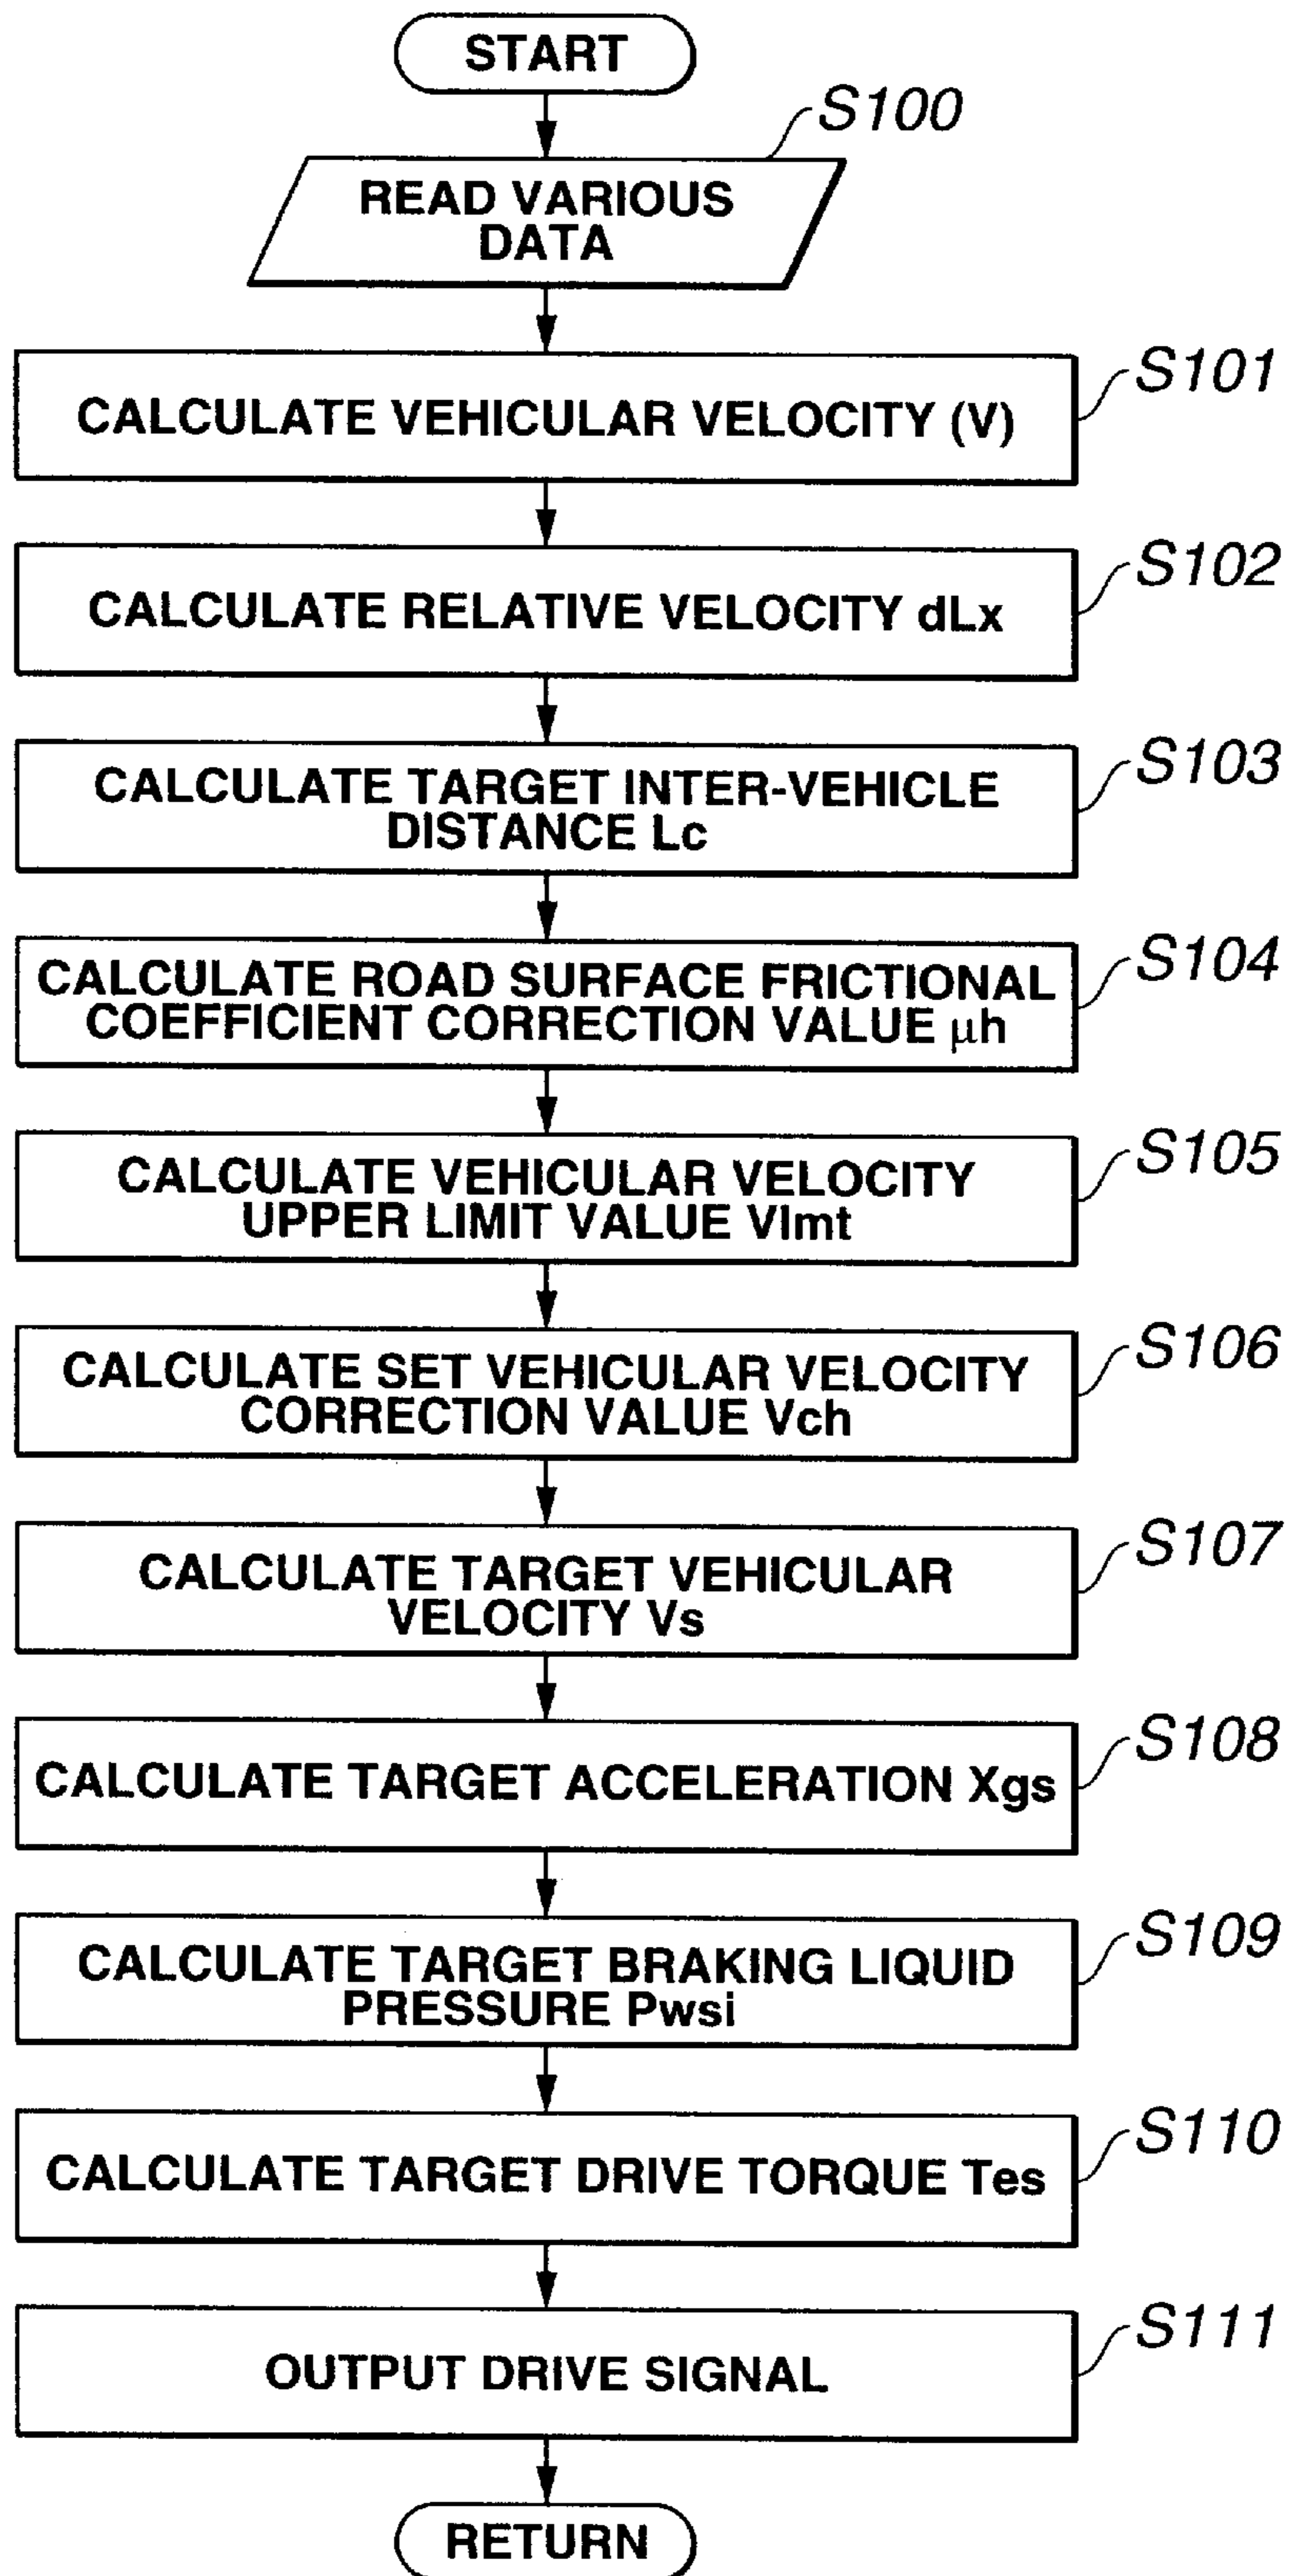 START
S100
READ VARIOUS
DATA
S101
CALCULATE VEHICULAR VELOCITY (V)
S102
CALCULATE RELATIVE VELOCITY dLx
S103
CALCULATE TARGET INTER-VEHICLE
DISTANCE Lc
S104
CALCULATE ROAD SURFACE FRICTIONAL
COEFFICIENT CORRECTION VALUE μh
S105
CALCULATE VEHICULAR VELOCITY
UPPER LIMIT VALUE Vlmt
S106
CALCULATE SET VEHICULAR VELOCITY
CORRECTION VALUE Vch
S107
CALCULATE TARGET VEHICULAR
VELOCITY Vs
S108
CALCULATE TARGET ACCELERATION Xgs
S109
CALCULATE TARGET BRAKING LIQUID
PRESSURE Pwsi
S110
CALCULATE TARGET DRIVE TORQUE Tes
S111
OUTPUT DRIVE SIGNAL
RETURN